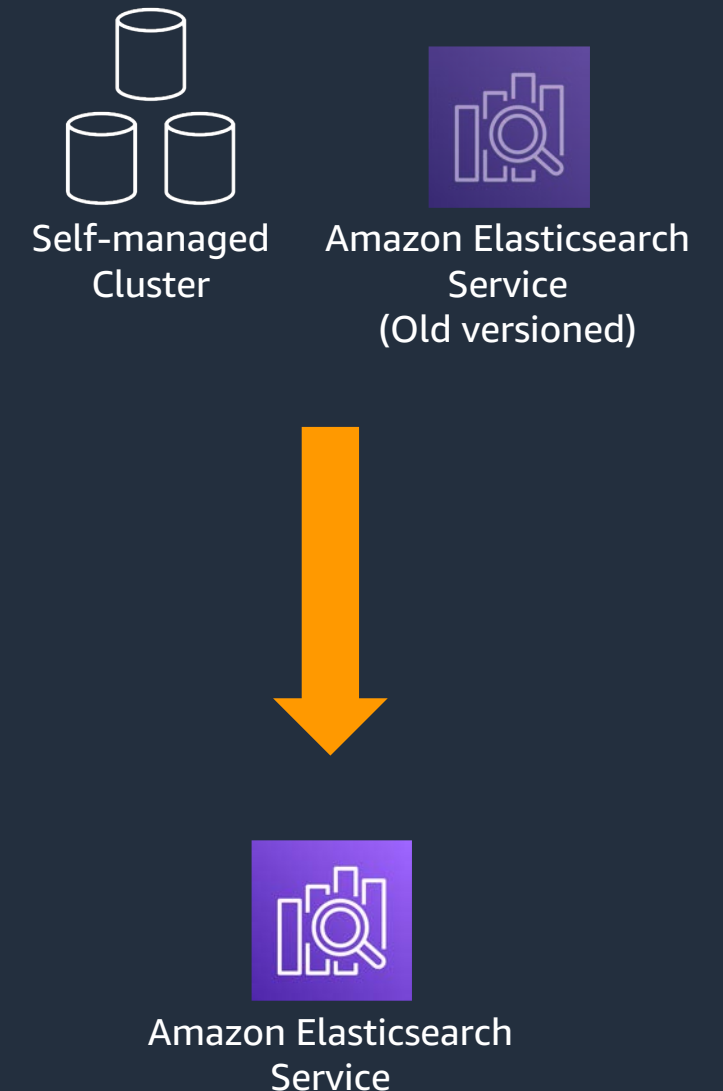 Self-managed
Cluster
Amazon Elasticsearch
Service
(Old versioned)
Amazon Elasticsearch
Service